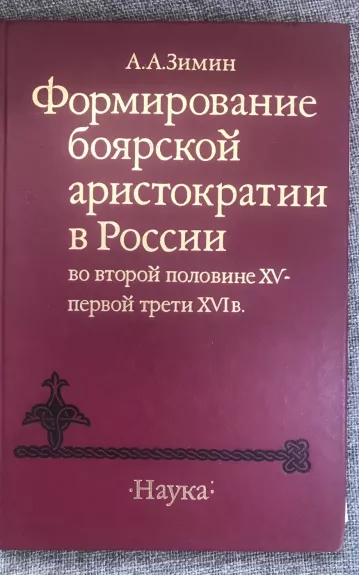 А.А.Зимин
Формирование
боярской
аристократии
в России
во второй половине XV-
первой трети XVI в.
·Наука: